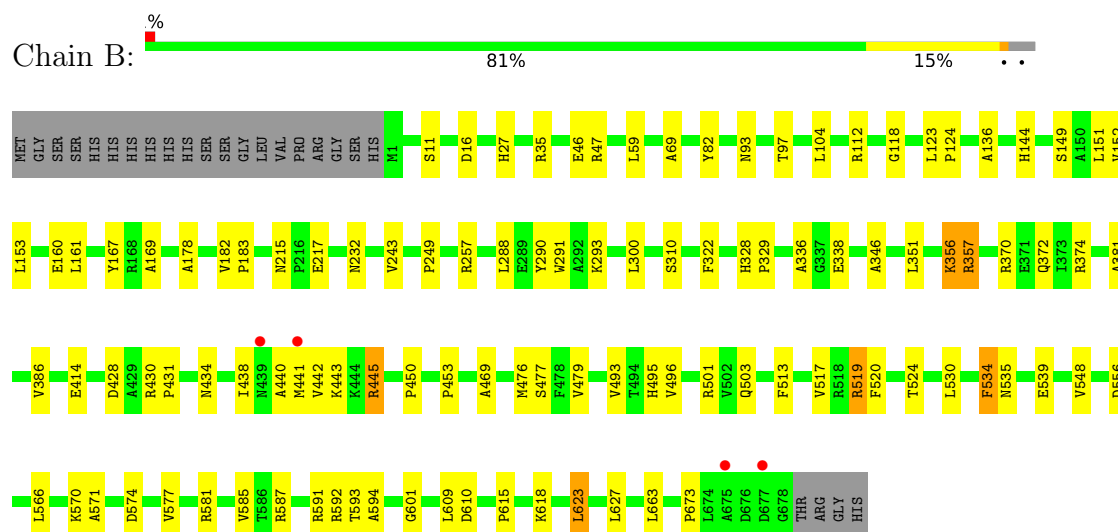 %
Chain B:
81% 15% • •
MET GLY SER SER HIS HIS HIS HIS HIS HIS SER SER GLY LEU VAL PRO ARG GLY SER HIS M1 S11 D16 H27 R35 E46 R47 L59 A69 Y82 N93 T97 L104 R112 G118 L123 P124 A136 H144 S149 A150 L151
L153 E160 L161 Y167 R168 A169 A178 V182 P183 N215 P216 E217 N232 V243 P249 R257 L288 E289 Y290 W291 A292 K293 L300 S310 F322 H328 P329 A336 G337 E338 A346 L351 K356 R357 R370 E371 Q372 I373 R374 A381
V386 E414 D428 A429 R430 P431 N434 I438 N439 A440 M441 V442 K443 K444 R445 P450 P453 A469 M476 S477 F478 V479 V493 T494 H495 V496 R501 V502 Q503 F513 V517 R518 R519 F520 T524 L530 F534 N535 E539 V548 D556
L566 K570 A571 D574 V577 R581 V585 T586 R587 R591 R592 T593 A594 G601 L609 D610 P615 K618 L623 L627 L663 P673 L674 A675 D676 D677 G678 THR ARG GLY HIS